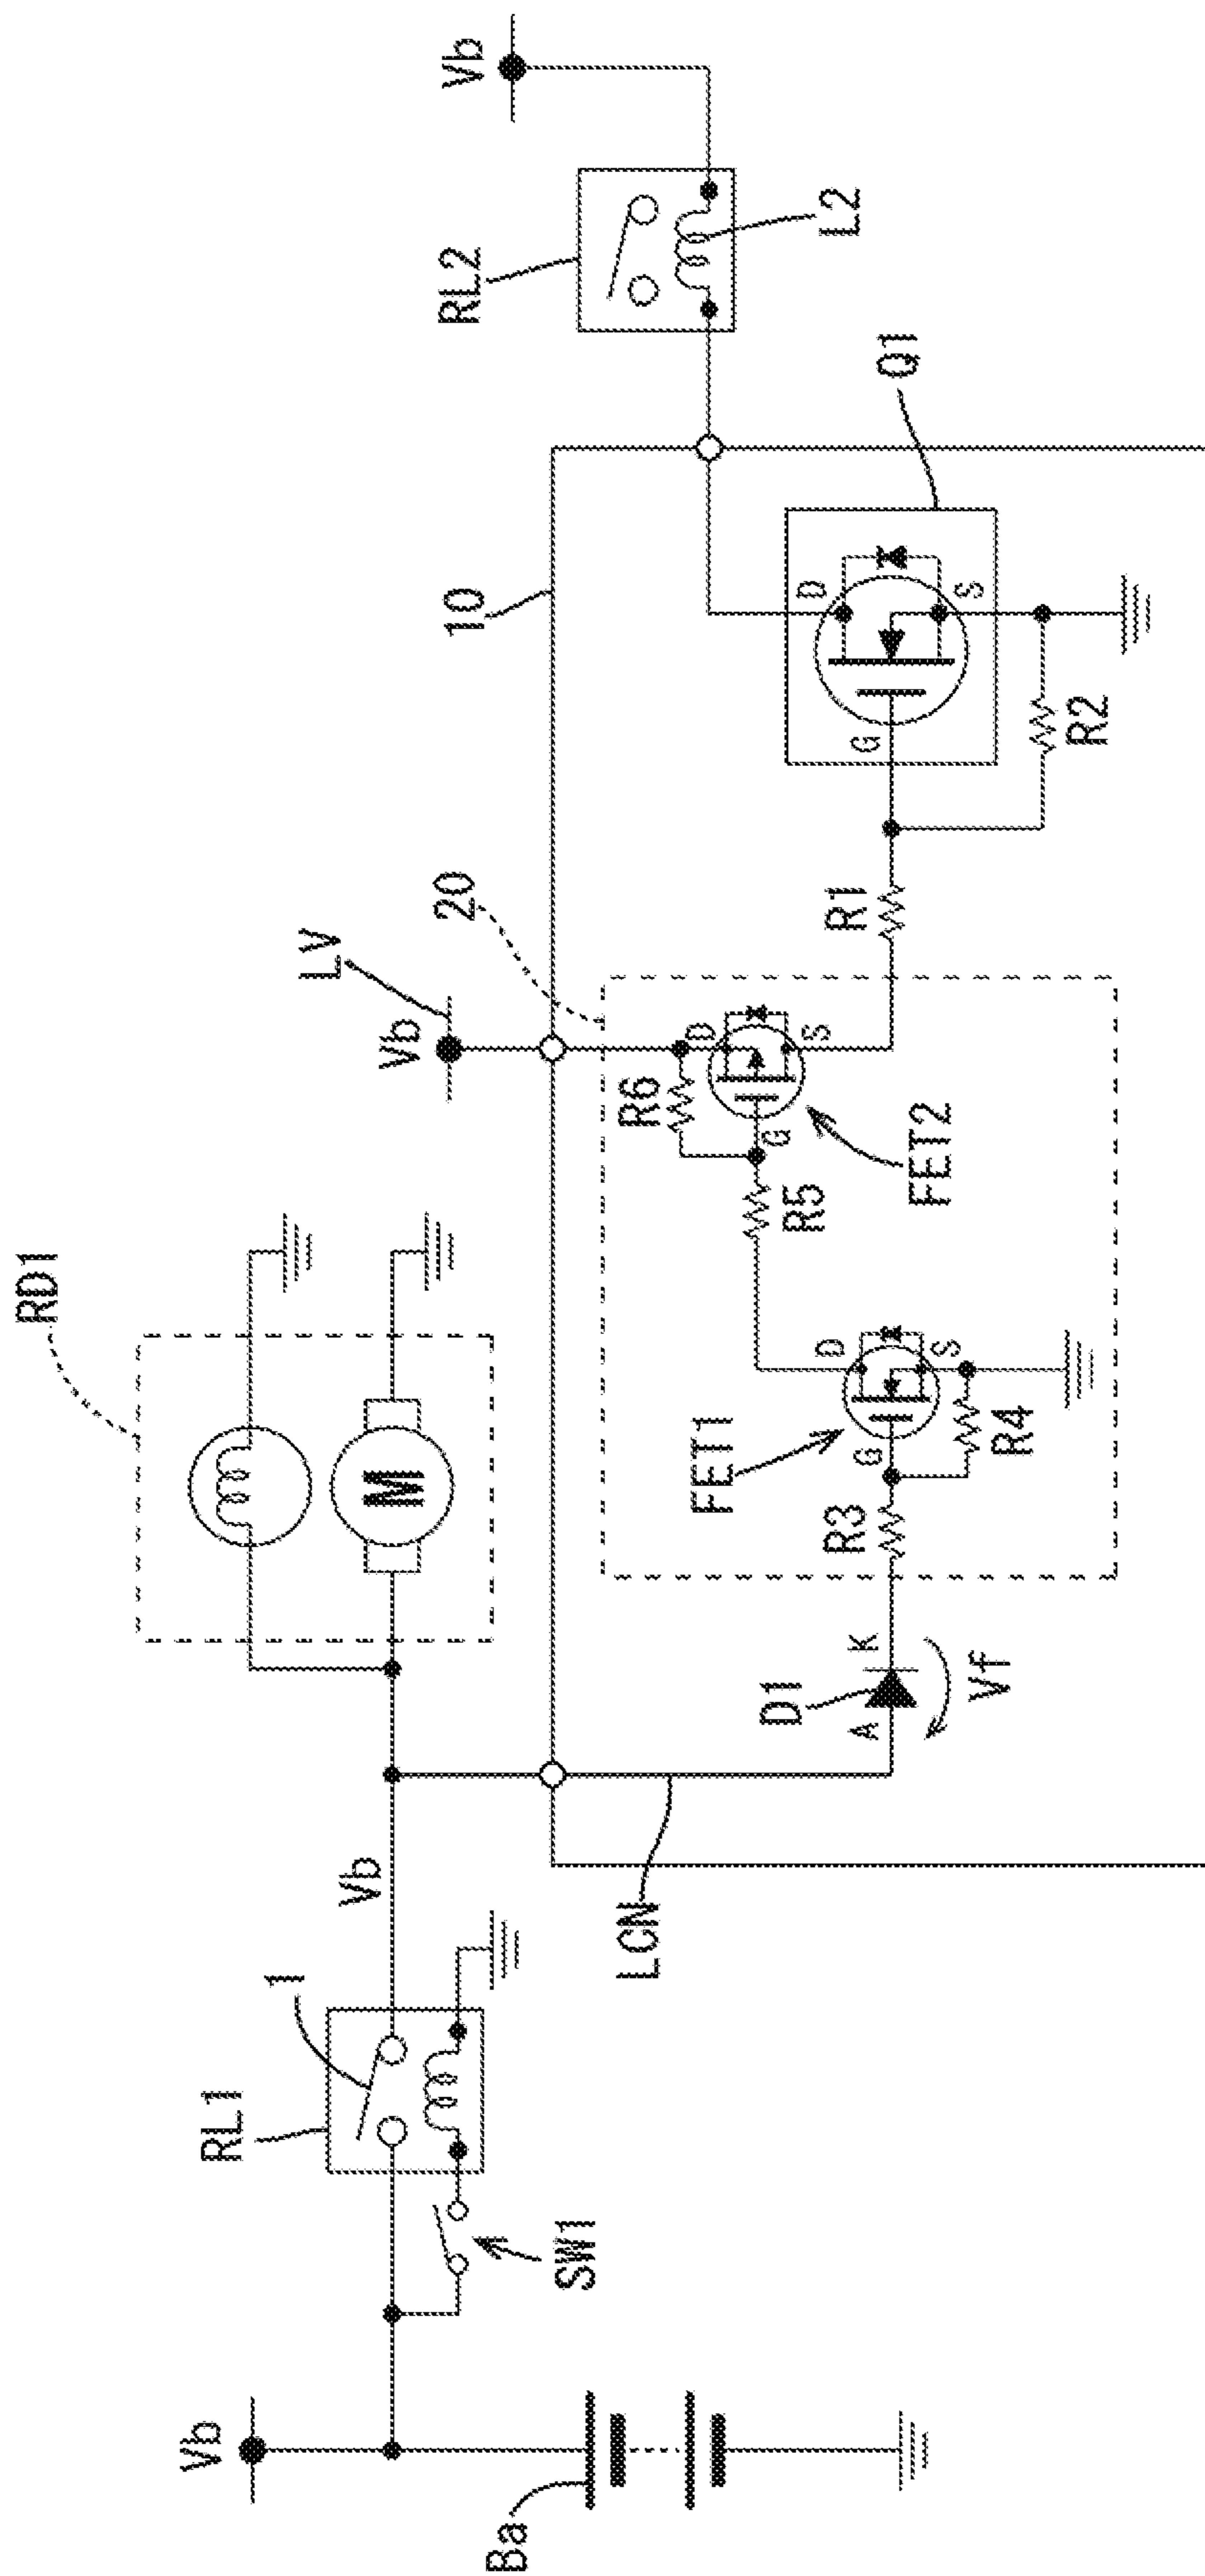 Vb
Ba
SW1
RL1
1
Vb
LCN
RD1
M
D1
A
K
Vf
R3
FET1
G
D
S
R4
R5
R6
G
D
S
FET2
Vb
LV
20
10
R1
R2
G
D
S
Q1
RL2
L2
Vb